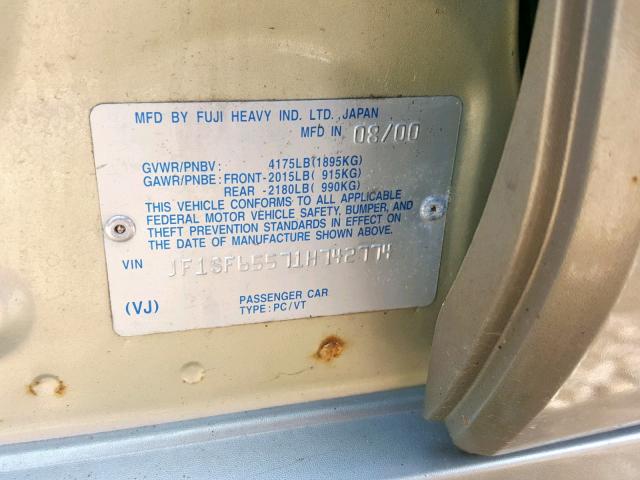 MFD BY FUJI HEAVY IND. LTD., JAPAN
MFD IN 08/00
GVWR/PNBV : 4175LB(1895KG)
GAWR/PNBE: FRONT-2015LB( 915KG)
REAR -2180LB( 990KG)
THIS VEHICLE CONFORMS TO ALL APPLICABLE
FEDERAL MOTOR VEHICLE SAFETY, BUMPER, AND
THEFT PREVENTION STANDARDS IN EFFECT ON
THE DATE OF MANUFACTURE SHOWN ABOVE.
VIN JF1SF65571H742774
(VJ) PASSENGER CAR
TYPE: PC/VT